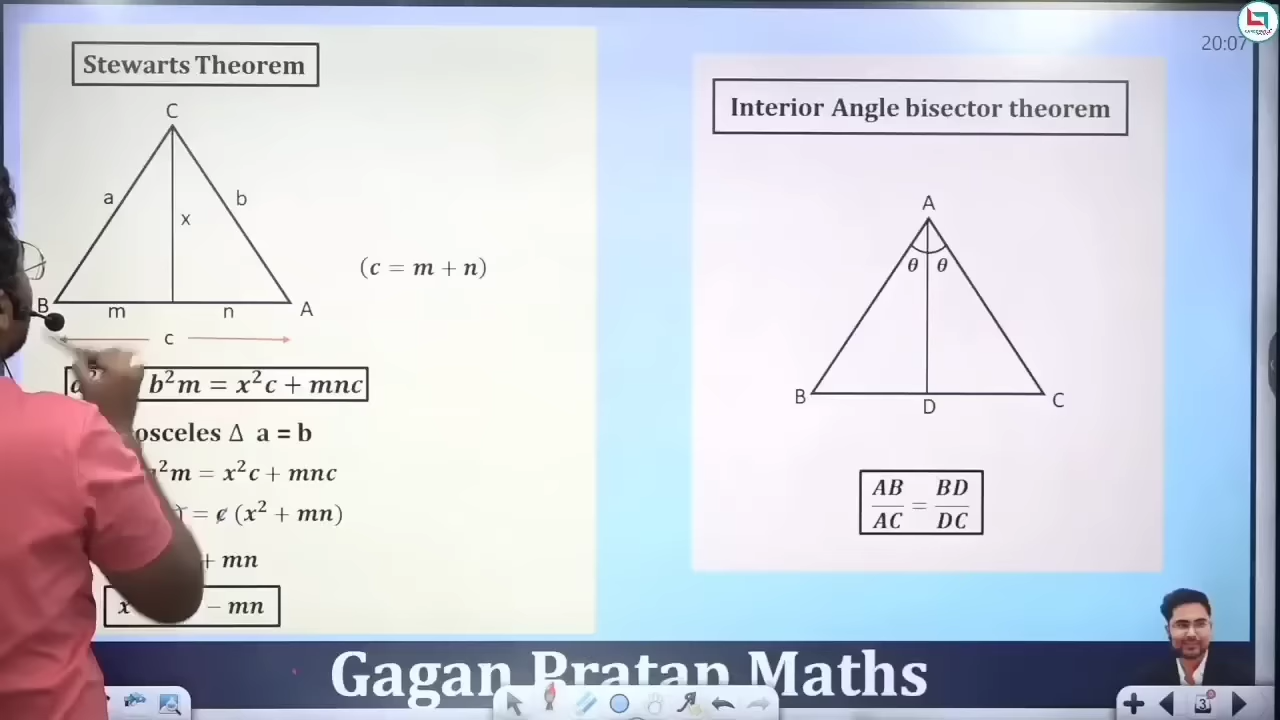 Stewarts Theorem
C
a
b
x
B
m
n
A
c
(c = m + n)
b²m = x²c + mnc
osceles Δ a = b
²m = x²c + mnc
= c (x² + mn)
+ mn
x
− mn
20:07
Interior Angle bisector theorem
A
θ θ
B
D
C
AB/AC = BD/DC
Gagan Pratap Maths
3